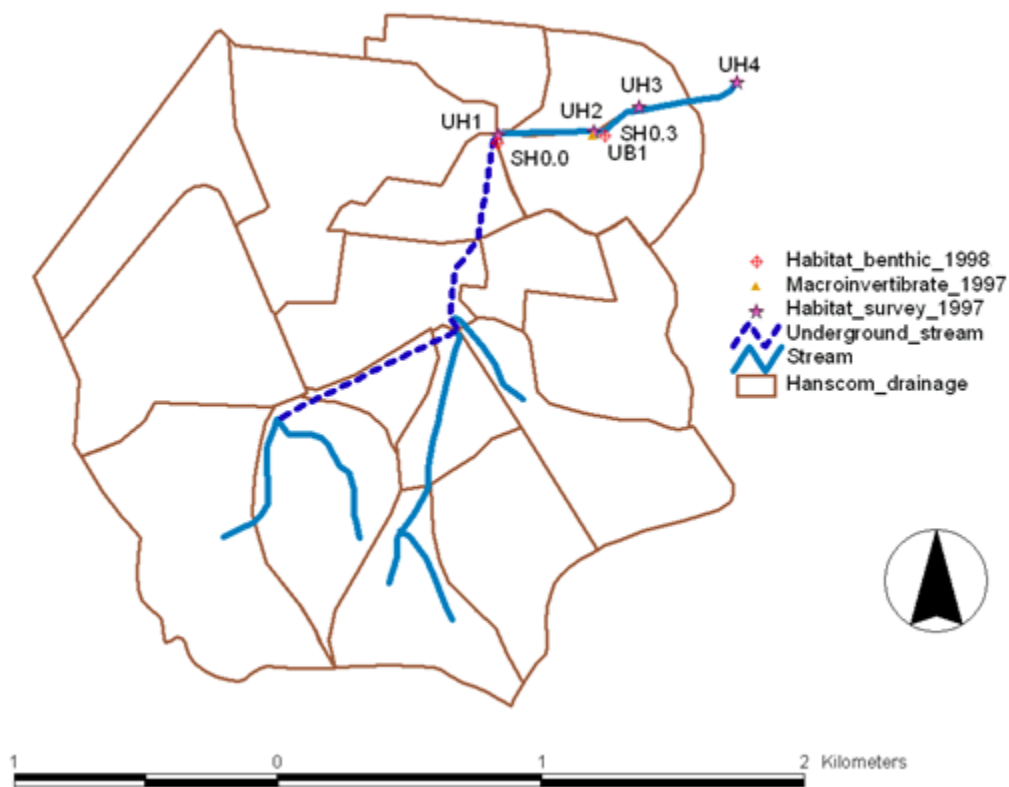 UH4
UH3
UH2
UH1
SH0.3
UB1
SH0.0
Habitat_benthic_1998
Macroinvertibrate_1997
Habitat_survey_1997
Underground_stream
Stream
Hanscom_drainage
1 0 1 2 Kilometers